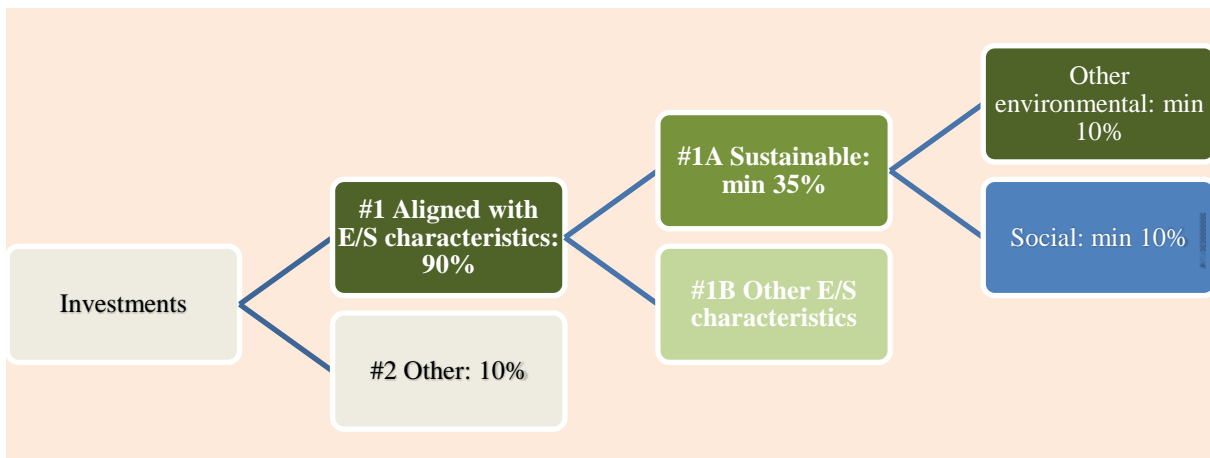 Investments
#1 Aligned with
E/S characteristics:
90%
#2 Other: 10%
#1A Sustainable:
min 35%
#1B Other E/S
characteristics
Other
environmental: min
10%
Social: min 10%